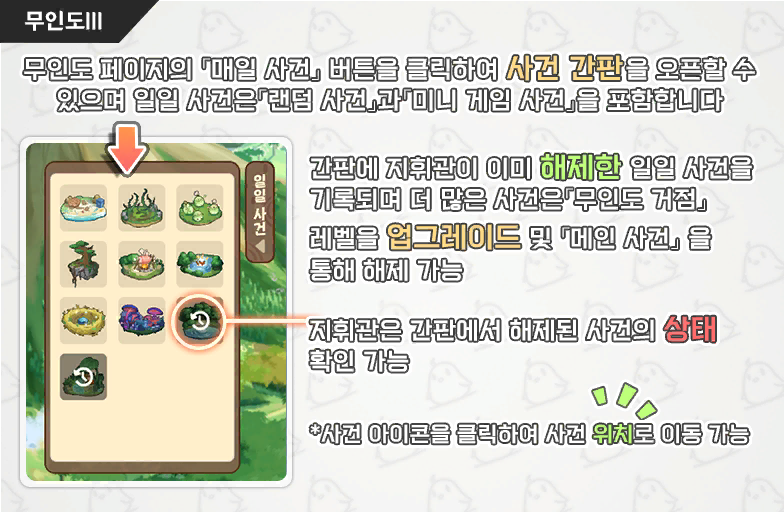 무인도III
무인도 페이지의 「매일 사건」 버튼을 클릭하여 사건 간판을 오픈할 수
있으며 일일 사건은「랜덤 사건」과「미니 게임 사건」을 포함합니다
일일 사건
간판에 지휘관이 이미 해제한 일일 사건을
기록되며 더 많은 사건은「무인도 거점」
레벨을 업그레이드 및 「메인 사건」 을
통해 해제 가능
지휘관은 간판에서 해제된 사건의 상태
확인 가능
*사건 아이콘을 클릭하여 사건 위치로 이동 가능